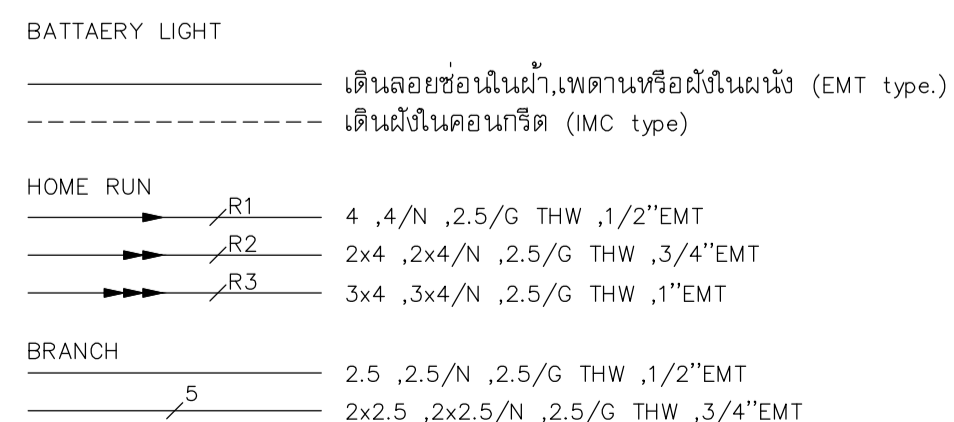 BATTAERY LIGHT
เดินลอยซ่อนในฝ้า,เพดานหรือฝังในผนัง (EMT type.)
เดินฝังในคอนกรีต (IMC type)
HOME RUN
R1 4 ,4/N ,2.5/G THW ,1/2''EMT
R2 2x4 ,2x4/N ,2.5/G THW ,3/4''EMT
R3 3x4 ,3x4/N ,2.5/G THW ,1''EMT
BRANCH
2.5 ,2.5/N ,2.5/G THW ,1/2''EMT
5 2x2.5 ,2x2.5/N ,2.5/G THW ,3/4''EMT